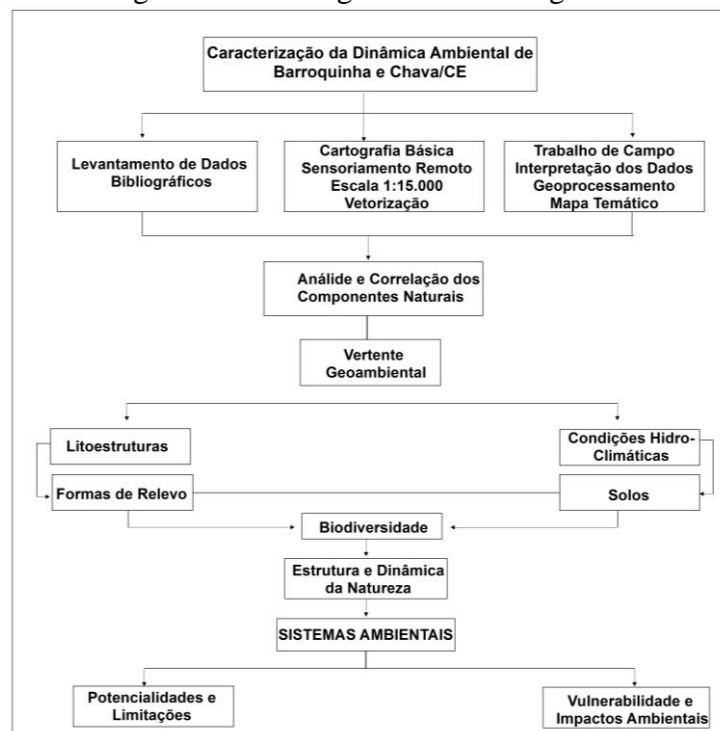 Caracterização da Dinâmica Ambiental de
Barroquinha e Chava/CE
Levantamento de Dados
Bibliográficos
Cartografia Básica
Sensoriamento Remoto
Escala 1:15.000
Vetorização
Trabalho de Campo
Interpretação dos Dados
Geoprocessamento
Mapa Temático
Análide e Correlação dos
Componentes Naturais
Vertente
Geoambiental
Litoestruturas
Condições Hidro-
Climáticas
Formas de Relevo
Solos
Biodiversidade
Estrutura e Dinâmica
da Natureza
SISTEMAS AMBIENTAIS
Potencialidades e
Limitações
Vulnerabilidade e
Impactos Ambientais